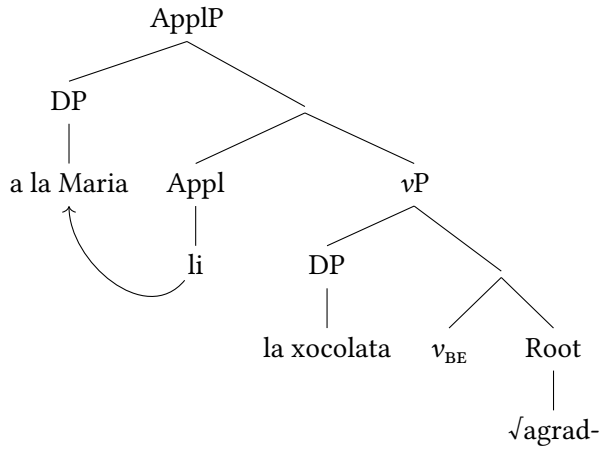 ApplP
DP
a la Maria Appl vP
li DP
la xocolata vBE Root
√agrad-